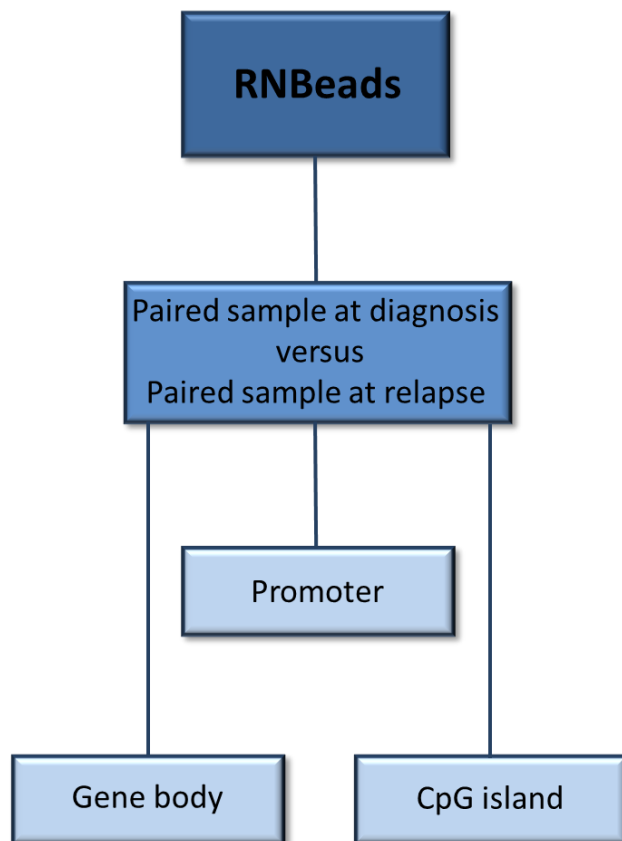 RNBeads
Paired sample at diagnosis
versus
Paired sample at relapse
Promoter
Gene body
CpG island